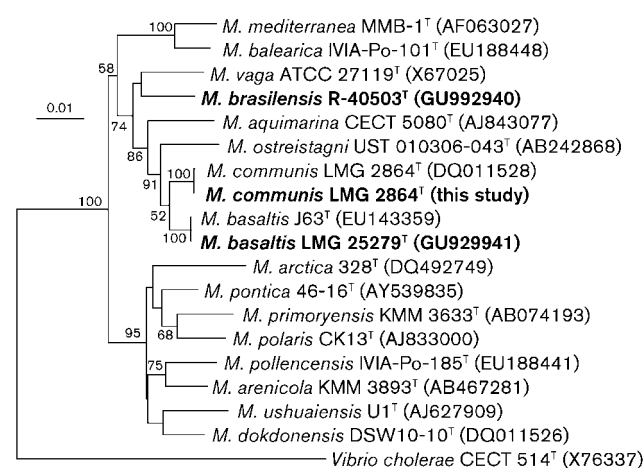 M. mediterranea MMB-1ᵀ (AF063027)
100
M. balearica IVIA-Po-101ᵀ (EU188448)
58
M. vaga ATCC 27119ᵀ (X67025)
M. brasilensis R-40503ᵀ (GU992940)
0.01
74
M. aquimarina CECT 5080ᵀ (AJ843077)
86
M. ostreistagni UST 010306-043ᵀ (AB242868)
M. communis LMG 2864ᵀ (DQ011528)
100
91
M. communis LMG 2864ᵀ (this study)
100
52
M. basaltis J63ᵀ (EU143359)
100
M. basaltis LMG 25279ᵀ (GU929941)
M. arctica 328ᵀ (DQ492749)
M. pontica 46-16ᵀ (AY539835)
M. primoryensis KMM 3633ᵀ (AB074193)
95
68
M. polaris CK13ᵀ (AJ833000)
M. pollencensis IVIA-Po-185ᵀ (EU188441)
75
M. arenicola KMM 3893ᵀ (AB467281)
M. ushuaiensis U1ᵀ (AJ627909)
M. dokdonensis DSW10-10ᵀ (DQ011526)
Vibrio cholerae CECT 514ᵀ (X76337)